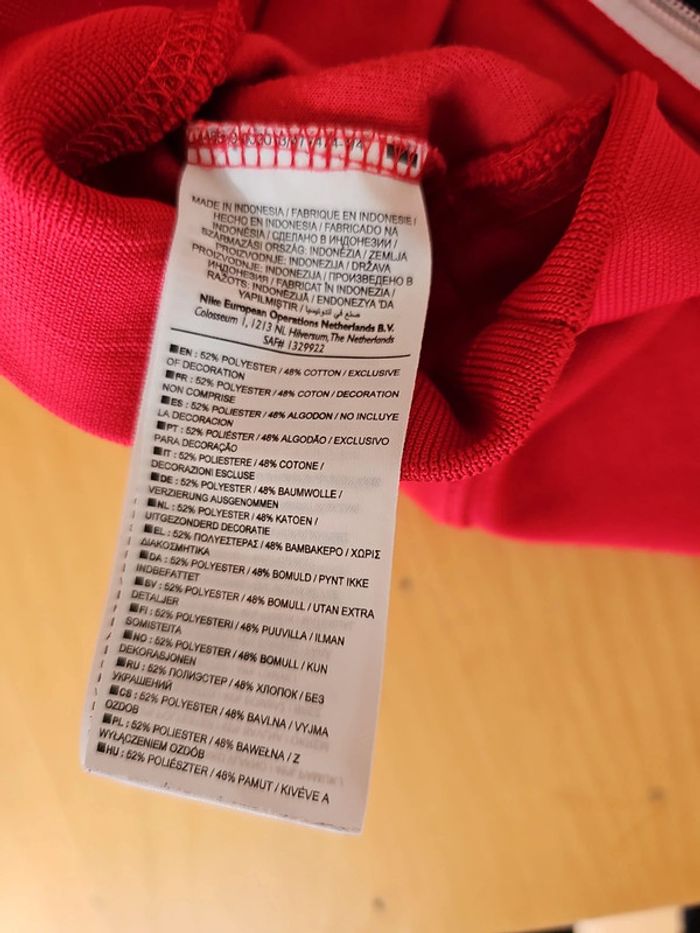 MADE IN INDONESIA / FABRIQUE EN INDONESIE /
HECHO EN INDONESIA / FABRICADO NA
INDONÉSIA / СДЕЛАНО В ИНДОНЕЗИИ /
SZÁRMAZÁSI ORSZÁG: INDONÉZIA / ZEMLJA
PROIZVODNJE: INDONEZIJA / DRŽAVA
PROIZVODNJE: INDONEZIJA / ПРОИЗВЕДЕНО В
ИНДОНЕЗИЯ / FABRICAT ÎN INDONEZIA /
RAŽOTS: INDONĒZIJĀ / ENDONEZYA 'DA
YAPILMIŞTIR / صنع في اندونيسيا
Nike European Operations Netherlands B.V.
Colosseum 1, 1213 NL Hilversum, The Netherlands
SAF# 1329922
EN : 52% POLYESTER / 48% COTTON / EXCLUSIVE
OF DECORATION
FR : 52% POLYESTER / 48% COTON / DECORATION
NON COMPRISE
ES : 52% POLIESTER / 48% ALGODON / NO INCLUYE
LA DECORACION
PT : 52% POLIÉSTER / 48% ALGODÃO / EXCLUSIVO
PARA DECORAÇÃO
IT : 52% POLIESTERE / 48% COTONE /
DECORAZIONI ESCLUSE
DE : 52% POLYESTER / 48% BAUMWOLLE /
VERZIERUNG AUSGENOMMEN
NL : 52% POLYESTER / 48% KATOEN /
UITGEZONDERD DECORATIE
EL : 52% ΠΟΛΥΕΣΤΕΡΑΣ / 48% ΒΑΜΒΑΚΕΡΟ / ΧΩΡΙΣ
ΔΙΑΚΟΣΜΗΤΙΚΑ
DA : 52% POLYESTER / 48% BOMULD / PYNT IKKE
INDBEFATTET
SV : 52% POLYESTER / 48% BOMULL / UTAN EXTRA
DETALJER
FI : 52% POLYESTERI / 48% PUUVILLA / ILMAN
SOMISTEITA
NO : 52% POLYESTER / 48% BOMULL / KUN
DEKORASJONEN
RU : 52% ПОЛИЭСТЕР / 48% ХЛОПОК / БЕЗ
УКРАШЕНИЙ
CS : 52% POLYESTER / 48% BAVLNA / VYJMA
OZDOB
PL : 52% POLIESTER / 48% BAWEŁNA / Z
WYŁĄCZENIEM OZDÓB
HU : 52% POLIÉSZTER / 48% PAMUT / KIVÉVE A